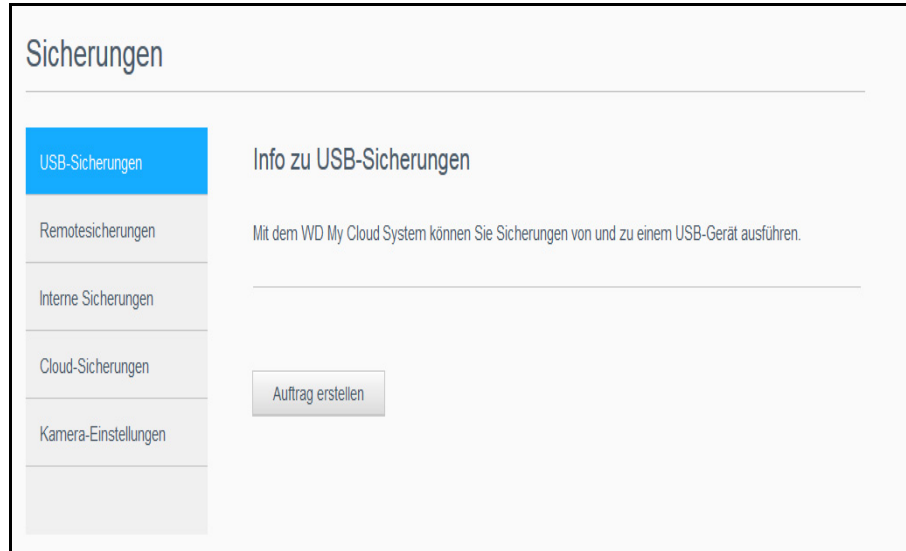 Sicherungen
USB-Sicherungen
Remotesicherungen
Interne Sicherungen
Cloud-Sicherungen
Kamera-Einstellungen
Info zu USB-Sicherungen
Mit dem WD My Cloud System können Sie Sicherungen von und zu einem USB-Gerät ausführen.
Auftrag erstellen